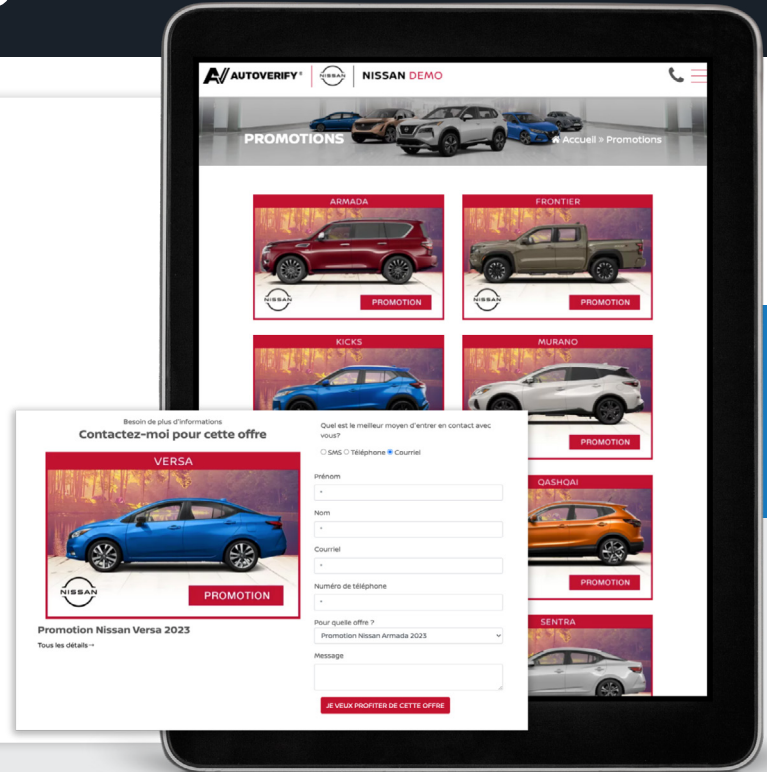 AUTOVERIFY®
NISSAN
NISSAN DEMO
PROMOTIONS
Accueil » Promotions
ARMADA
NISSAN
PROMOTION
FRONTIER
NISSAN
PROMOTION
KICKS
MURANO
PROMOTION
QASHQAI
PROMOTION
SENTRA
Besoin de plus d'informations
Contactez-moi pour cette offre
VERSA
NISSAN
PROMOTION
Promotion Nissan Versa 2023
Tous les détails→
Quel est le meilleur moyen d'entrer en contact avec
vous?
SMS Téléphone Courriel
Prénom
*
Nom
*
Courriel
*
Numéro de téléphone
*
Pour quelle offre ?
Promotion Nissan Armada 2023
Message
JE VEUX PROFITER DE CETTE OFFRE